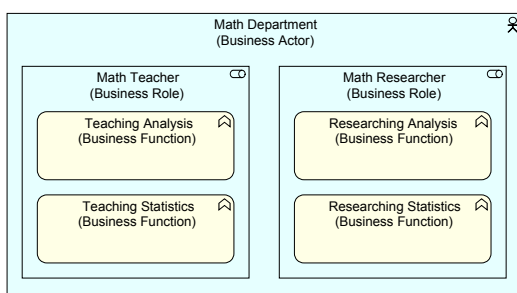 Math Department
(Business Actor)
Math Teacher
(Business Role)
Teaching Analysis
(Business Function)
Teaching Statistics
(Business Function)
Math Researcher
(Business Role)
Researching Analysis
(Business Function)
Researching Statistics
(Business Function)